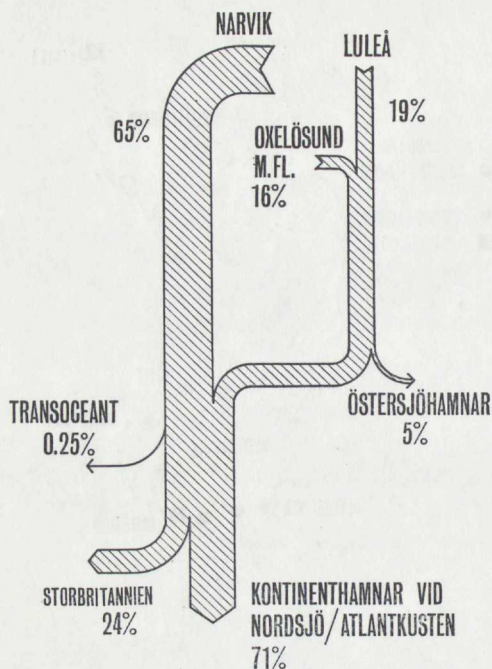 NARVIK
LULEÅ
65%
19%
OXELÖSUND
M.FL.
16%
TRANSOCEANT
0.25%
ÖSTERSJÖHAMNAR
5%
STORBRITANNIEN
24%
KONTINENTHAMNAR VID
NORDSJÖ/ATLANTKUSTEN
71%